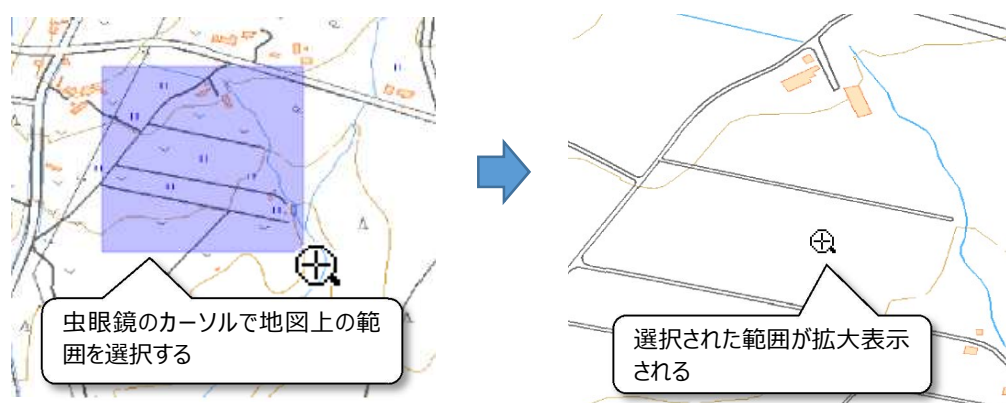 虫眼鏡のカーソルで地図上の範
囲を選択する
選択された範囲が拡大表示
される